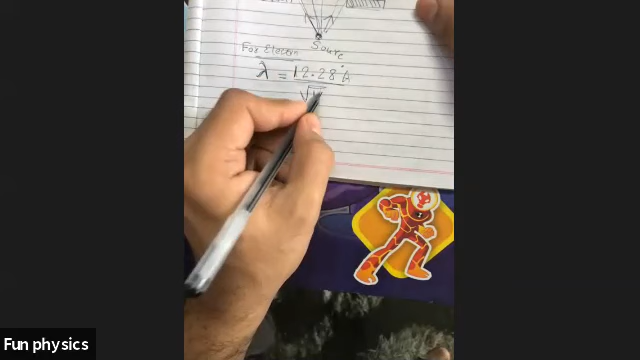 Source
For Electron
λ = 12.28 Å
√V
Fun physics